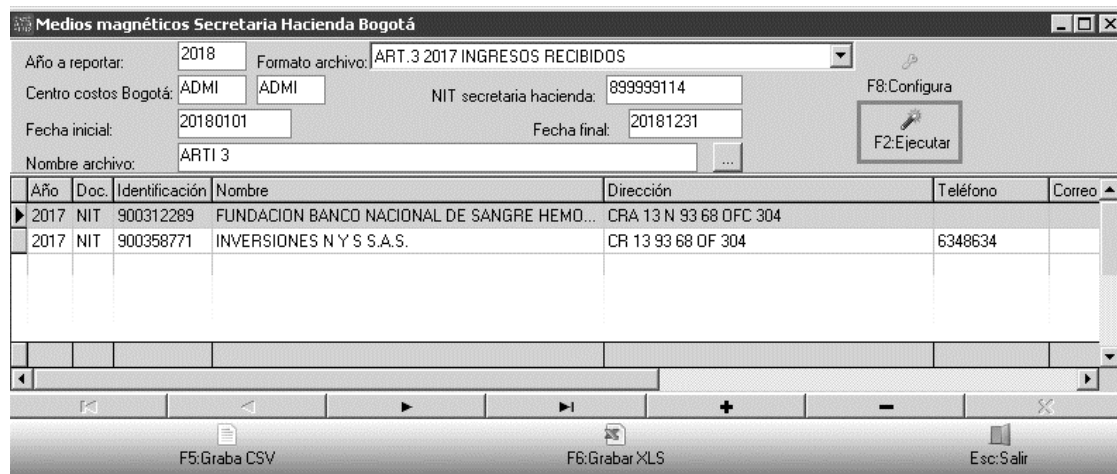 Medios magnéticos Secretaria Hacienda Bogotá
Año a reportar: 2018 Formato archivo: ART.3 2017 INGRESOS RECIBIDOS
Centro costos Bogotá: ADMI ADMI NIT secretaria hacienda: 899999114 F8:Configura
Fecha inicial: 20180101 Fecha final: 20181231 F2:Ejecutar
Nombre archivo: ARTI 3 ...
Año Doc. Identificación Nombre Dirección Teléfono Correo
2017 NIT 900312289 FUNDACION BANCO NACIONAL DE SANGRE HEMO... CRA 13 N 93 68 OFC 304
2017 NIT 900358771 INVERSIONES N Y S S.A.S. CR 13 93 68 OF 304 6348634
F5:Graba CSV F6:Grabar XLS Esc:Salir